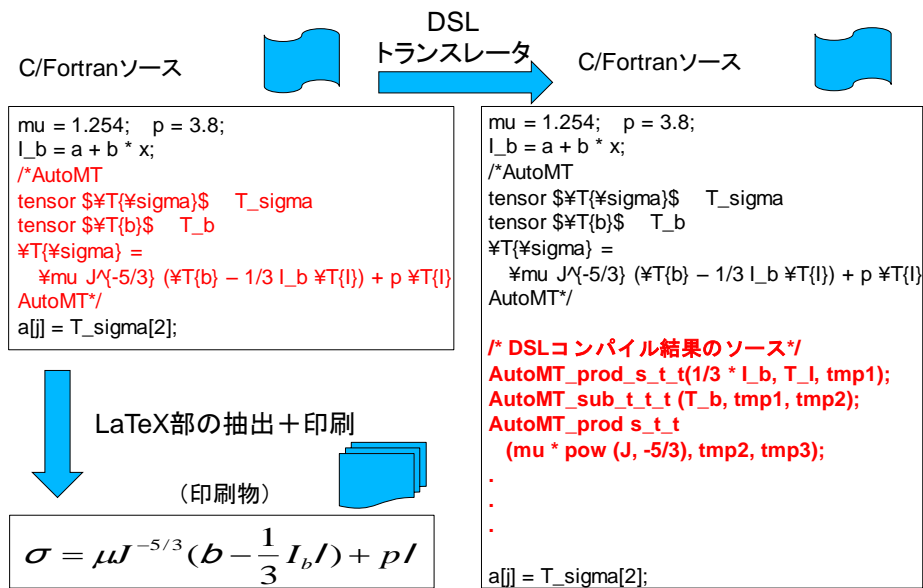 DSL
トランスレータ
C/Fortranソース
C/Fortranソース
mu = 1.254;   p = 3.8;
I_b = a + b * x;
/*AutoMT
tensor $¥T{¥sigma}$    T_sigma
tensor $¥T{b}$    T_b
¥T{¥sigma} =
¥mu J^{-5/3} (¥T{b} – 1/3 I_b ¥T{I}) + p ¥T{I}
AutoMT*/
a[j] = T_sigma[2];
LaTeX部の抽出＋印刷
（印刷物）
σ = μJ^{-5/3}(b - \frac{1}{3} I_b I) + pI
mu = 1.254;   p = 3.8;
I_b = a + b * x;
/*AutoMT
tensor $¥T{¥sigma}$    T_sigma
tensor $¥T{b}$    T_b
¥T{¥sigma} =
¥mu J^{-5/3} (¥T{b} – 1/3 I_b ¥T{I}) + p ¥T{I}
AutoMT*/
/* DSLコンパイル結果のソース*/
AutoMT_prod_s_t_t(1/3 * I_b, T_I, tmp1);
AutoMT_sub_t_t_t (T_b, tmp1, tmp2);
AutoMT_prod s_t_t
(mu * pow (J, -5/3), tmp2, tmp3);
.
.
.
a[j] = T_sigma[2];